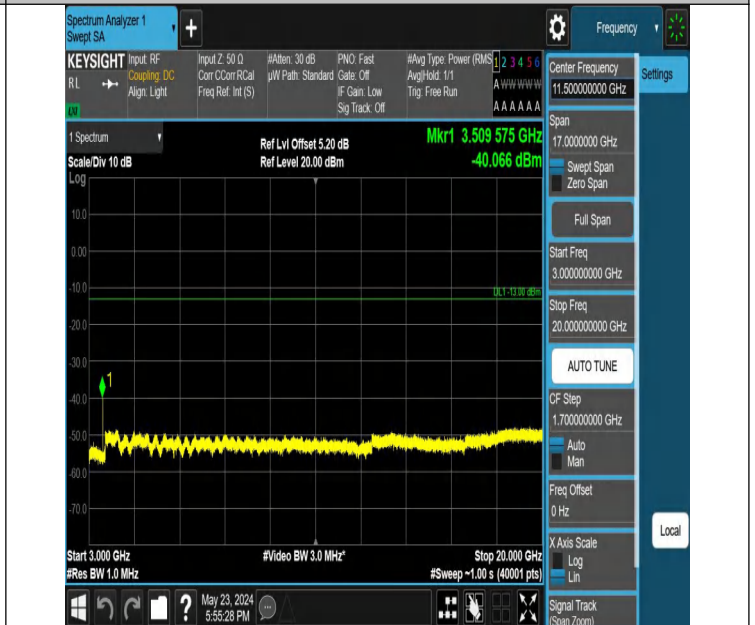 Spectrum Analyzer 1
Swept SA
+
Frequency
KEYSIGHT
RL
Input: RF
Coupling: DC
Align: Light
Input Z: 50 Ω
Corr CCorr RCal
Freq Ref: Int (S)
#Atten: 30 dB
µW Path: Standard
PNO: Fast
Gate: Off
IF Gain: Low
Sig Track: Off
#Avg Type: Power (RMS
Avg|Hold: 1/1
Trig: Free Run
1 2 3 4 5 6
A W W W W W
A A A A A A
Center Frequency
11.500000000 GHz
Settings
Span
17.0000000 GHz
Swept Span
Zero Span
Full Span
Start Freq
3.000000000 GHz
Stop Freq
20.000000000 GHz
AUTO TUNE
CF Step
1.700000000 GHz
Auto
Man
Freq Offset
0 Hz
X Axis Scale
Log
Lin
Signal Track
(Span Zoom)
Local
1 Spectrum
Scale/Div 10 dB
Log
Ref Lvl Offset 5.20 dB
Ref Level 20.00 dBm
Mkr1 3.509 575 GHz
-40.066 dBm
10.0
0.00
-10.0
DL1 -13.00 dBm
-20.0
-30.0
1
-40.0
-50.0
-60.0
-70.0
Start 3.000 GHz
#Video BW 3.0 MHz*
Stop 20.000 GHz
#Res BW 1.0 MHz
#Sweep ~1.00 s (40001 pts)
?
May 23, 2024
5:55:28 PM